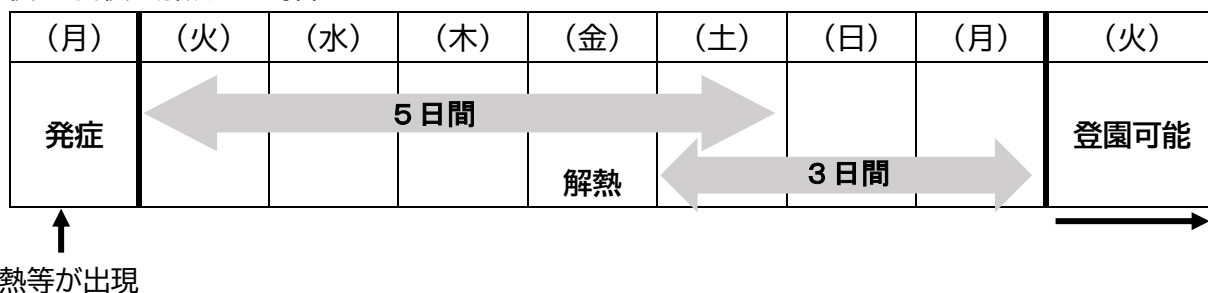 （月） （火） （水） （木） （金） （土） （日） （月） （火）
発症 ５日間 登園可能
解熱 ３日間
熱等が出現